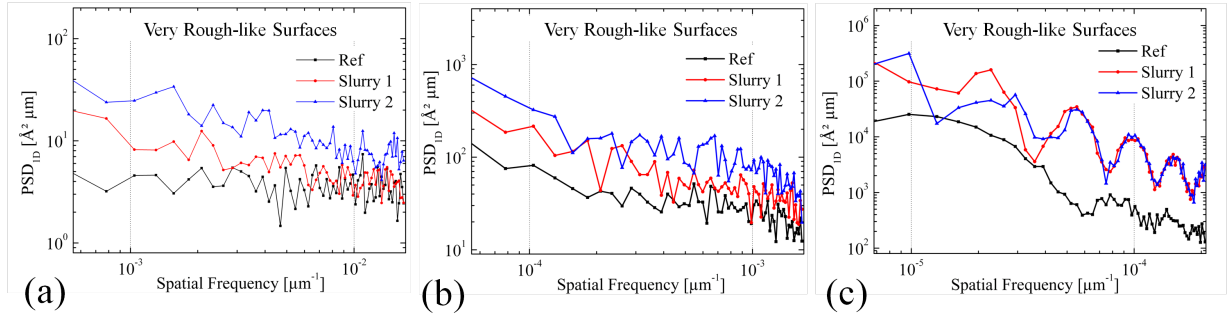 Very Rough-like Surfaces
Ref
Slurry 1
Slurry 2
PSD1D [Å² µm]
10²
10¹
10⁰
10⁻³
10⁻²
Spatial Frequency [µm⁻¹]
(a)
Very Rough-like Surfaces
Ref
Slurry 1
Slurry 2
PSD1D [Å² µm]
10³
10²
10¹
10⁻⁴
10⁻³
Spatial Frequency [µm⁻¹]
(b)
Very Rough-like Surfaces
Ref
Slurry 1
Slurry 2
PSD1D [Å² µm]
10⁶
10⁵
10⁴
10³
10²
10⁻⁵
10⁻⁴
Spatial Frequency [µm⁻¹]
(c)